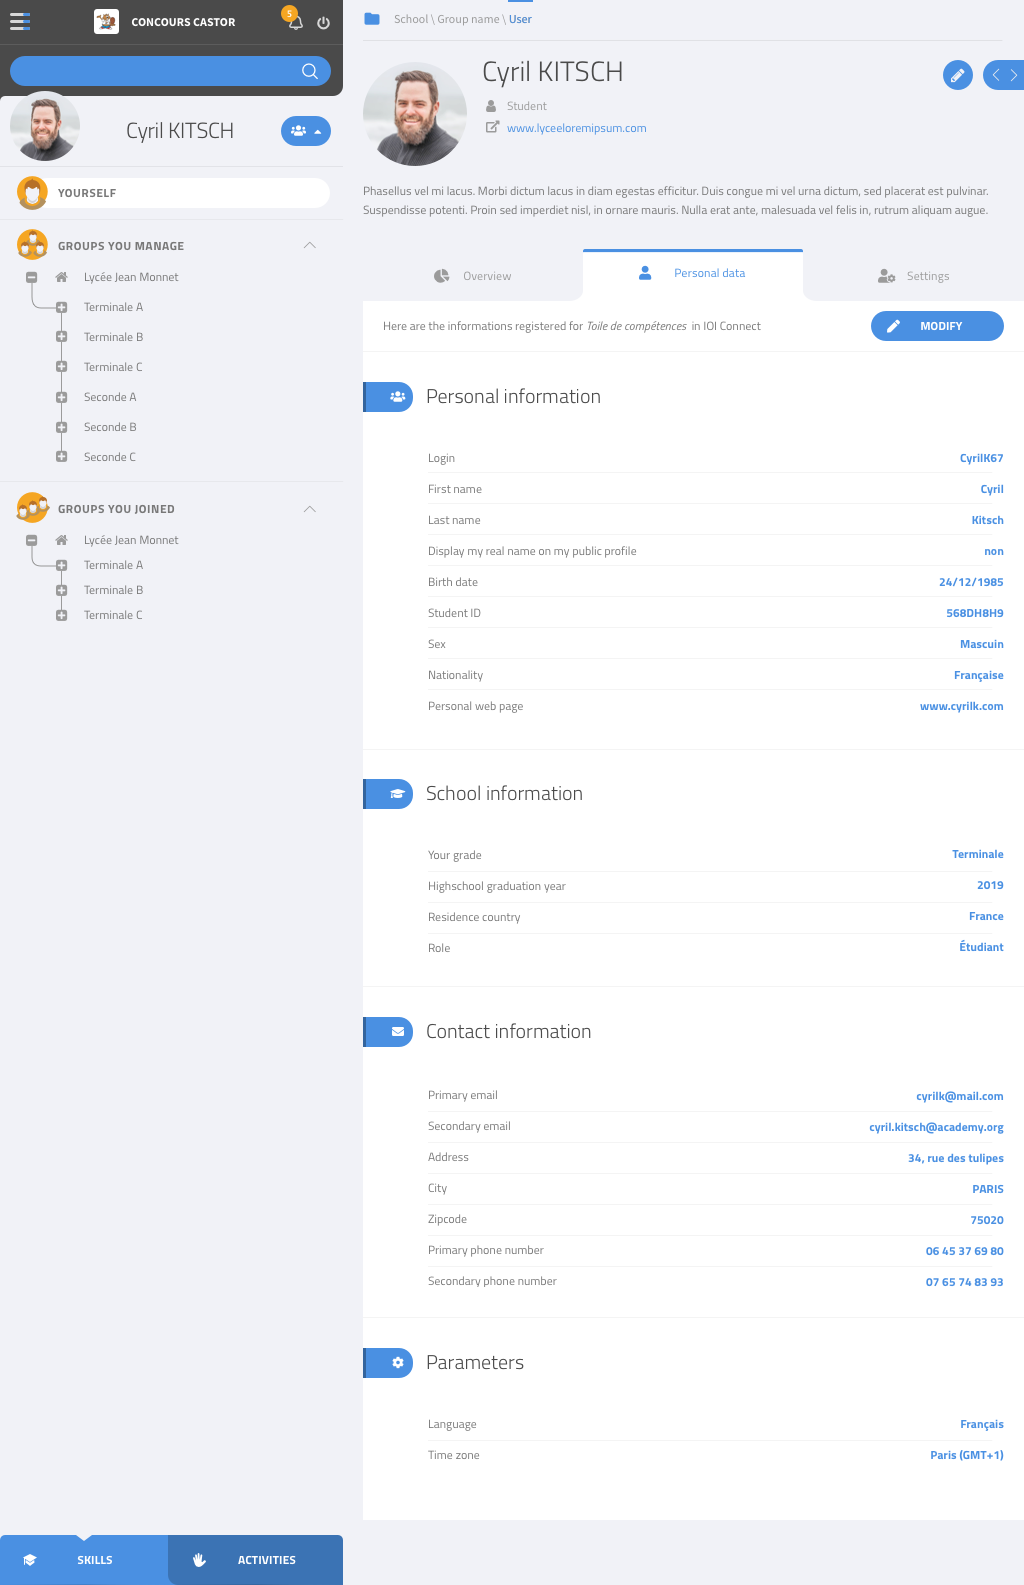 CONCOURS CASTOR
5
Cyril KITSCH
YOURSELF
GROUPS YOU MANAGE
Lycée Jean Monnet
Terminale A
Terminale B
Terminale C
Seconde A
Seconde B
Seconde C
GROUPS YOU JOINED
Lycée Jean Monnet
Terminale A
Terminale B
Terminale C
SKILLS
ACTIVITIES
School \ Group name \ User
Cyril KITSCH
Student
www.lyceeloremipsum.com
Phasellus vel mi lacus. Morbi dictum lacus in diam egestas efficitur. Duis congue mi vel urna dictum, sed placerat est pulvinar.
Suspendisse potenti. Proin sed imperdiet nisl, in ornare mauris. Nulla erat ante, malesuada vel felis in, rutrum aliquam augue.
Overview
Personal data
Settings
Here are the informations registered for Toile de compétences in IOI Connect
MODIFY
Personal information
Login CyrilK67
First name Cyril
Last name Kitsch
Display my real name on my public profile non
Birth date 24/12/1985
Student ID 568DH8H9
Sex Mascuin
Nationality Française
Personal web page www.cyrilk.com
School information
Your grade Terminale
Highschool graduation year 2019
Residence country France
Role Étudiant
Contact information
Primary email cyrilk@mail.com
Secondary email cyril.kitsch@academy.org
Address 34, rue des tulipes
City PARIS
Zipcode 75020
Primary phone number 06 45 37 69 80
Secondary phone number 07 65 74 83 93
Parameters
Language Français
Time zone Paris (GMT+1)